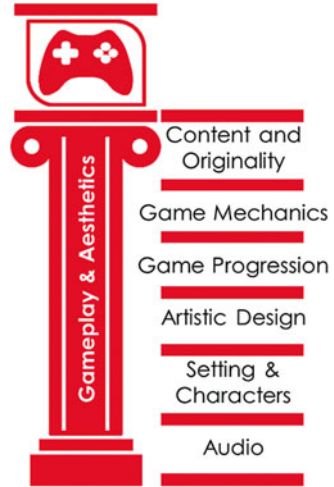 Gameplay & Aesthetics
Content and
Originality
Game Mechanics
Game Progression
Artistic Design
Setting &
Characters
Audio